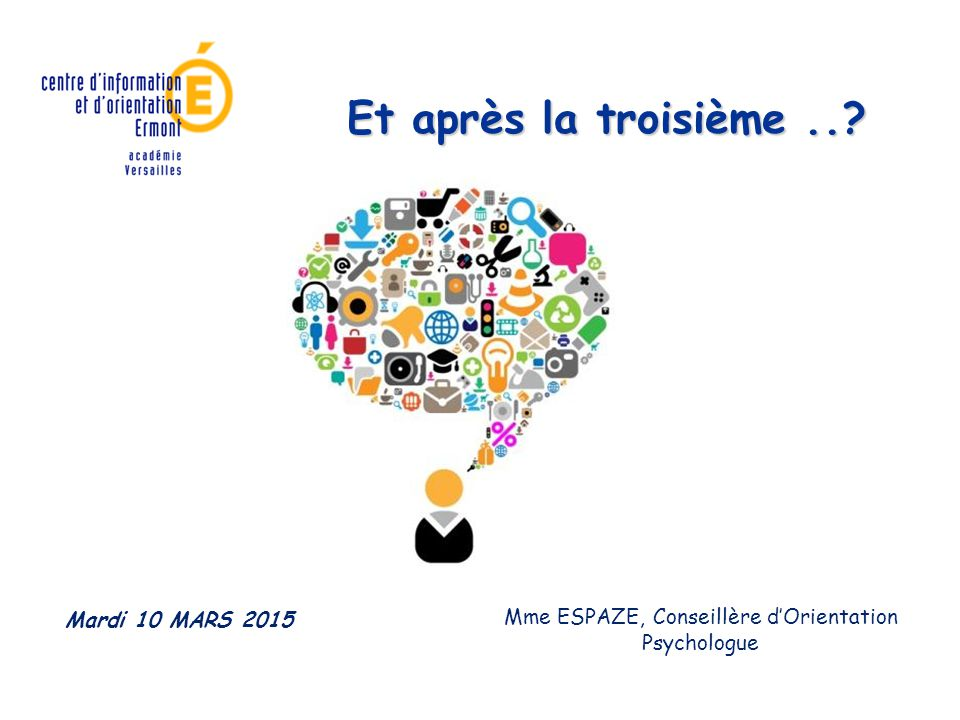 centre d'information
et d'orientation
Ermont
académie
Versailles
É
Et après la troisième ..?
@
%
Mardi 10 MARS 2015
Mme ESPAZE, Conseillère d'Orientation
Psychologue